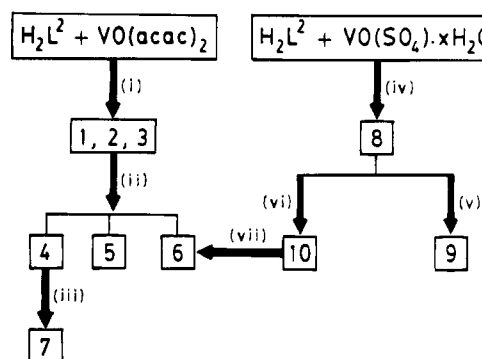 H₂L² + VO(acac)₂
H₂L² + VO(SO₄).xH₂O
(i)
(iv)
1, 2, 3
8
(ii)
(vi)
(v)
4
5
6
(vii)
10
9
(iii)
7